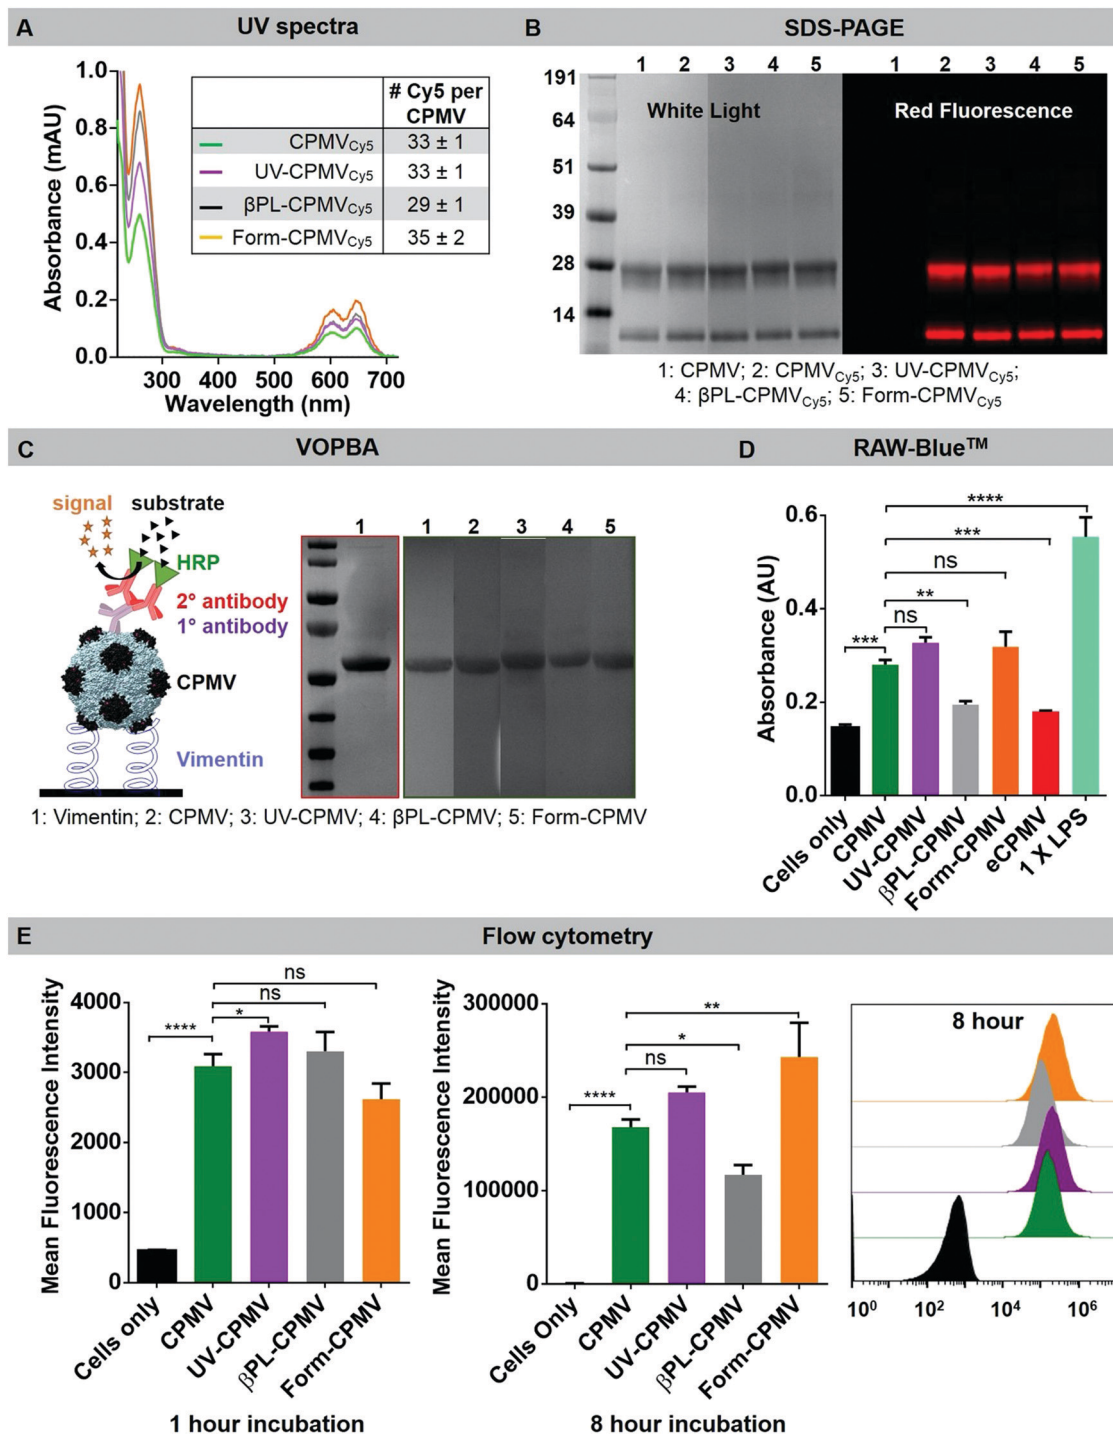 A UV spectra
Absorbance (mAU)
1.0
0.8
0.6
0.4
0.2
0.0
300 400 500 600 700
Wavelength (nm)
# Cy5 per CPMV
CPMVCy5 33 ± 1
UV-CPMVCy5 33 ± 1
βPL-CPMVCy5 29 ± 1
Form-CPMVCy5 35 ± 2
B SDS-PAGE
1 2 3 4 5 1 2 3 4 5
191
64
51
39
28
14
White Light
Red Fluorescence
1: CPMV; 2: CPMVCy5; 3: UV-CPMVCy5;
4: βPL-CPMVCy5; 5: Form-CPMVCy5
C VOPBA
signal substrate
HRP
2° antibody
1° antibody
CPMV
Vimentin
1 1 2 3 4 5
1: Vimentin; 2: CPMV; 3: UV-CPMV; 4: βPL-CPMV; 5: Form-CPMV
D RAW-Blue™
Absorbance (AU)
0.6
0.4
0.2
0.0
****
***
ns
**
ns
***
Cells only
CPMV
UV-CPMV
βPL-CPMV
Form-CPMV
eCPMV
1 X LPS
E Flow cytometry
Mean Fluorescence Intensity
4000
3000
2000
1000
0
ns
ns
*
****
Cells only
CPMV
UV-CPMV
βPL-CPMV
Form-CPMV
1 hour incubation
Mean Fluorescence Intensity
300000
200000
100000
0
**
*
ns
****
Cells Only
CPMV
UV-CPMV
βPL-CPMV
Form-CPMV
8 hour incubation
8 hour
10⁰ 10² 10⁴ 10⁶